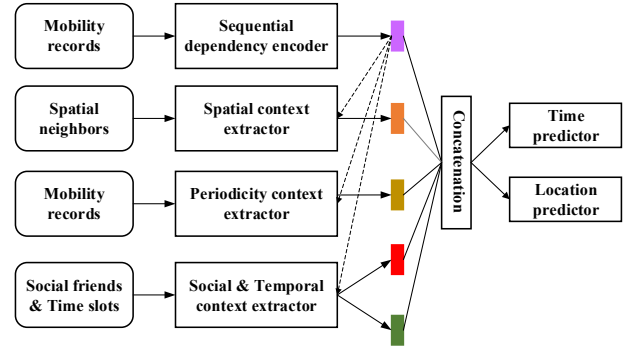 Mobility
records
Sequential
dependency encoder
Spatial
neighbors
Spatial context
extractor
Mobility
records
Periodicity context
extractor
Social friends
& Time slots
Social & Temporal
context extractor
Concatenation
Time
predictor
Location
predictor